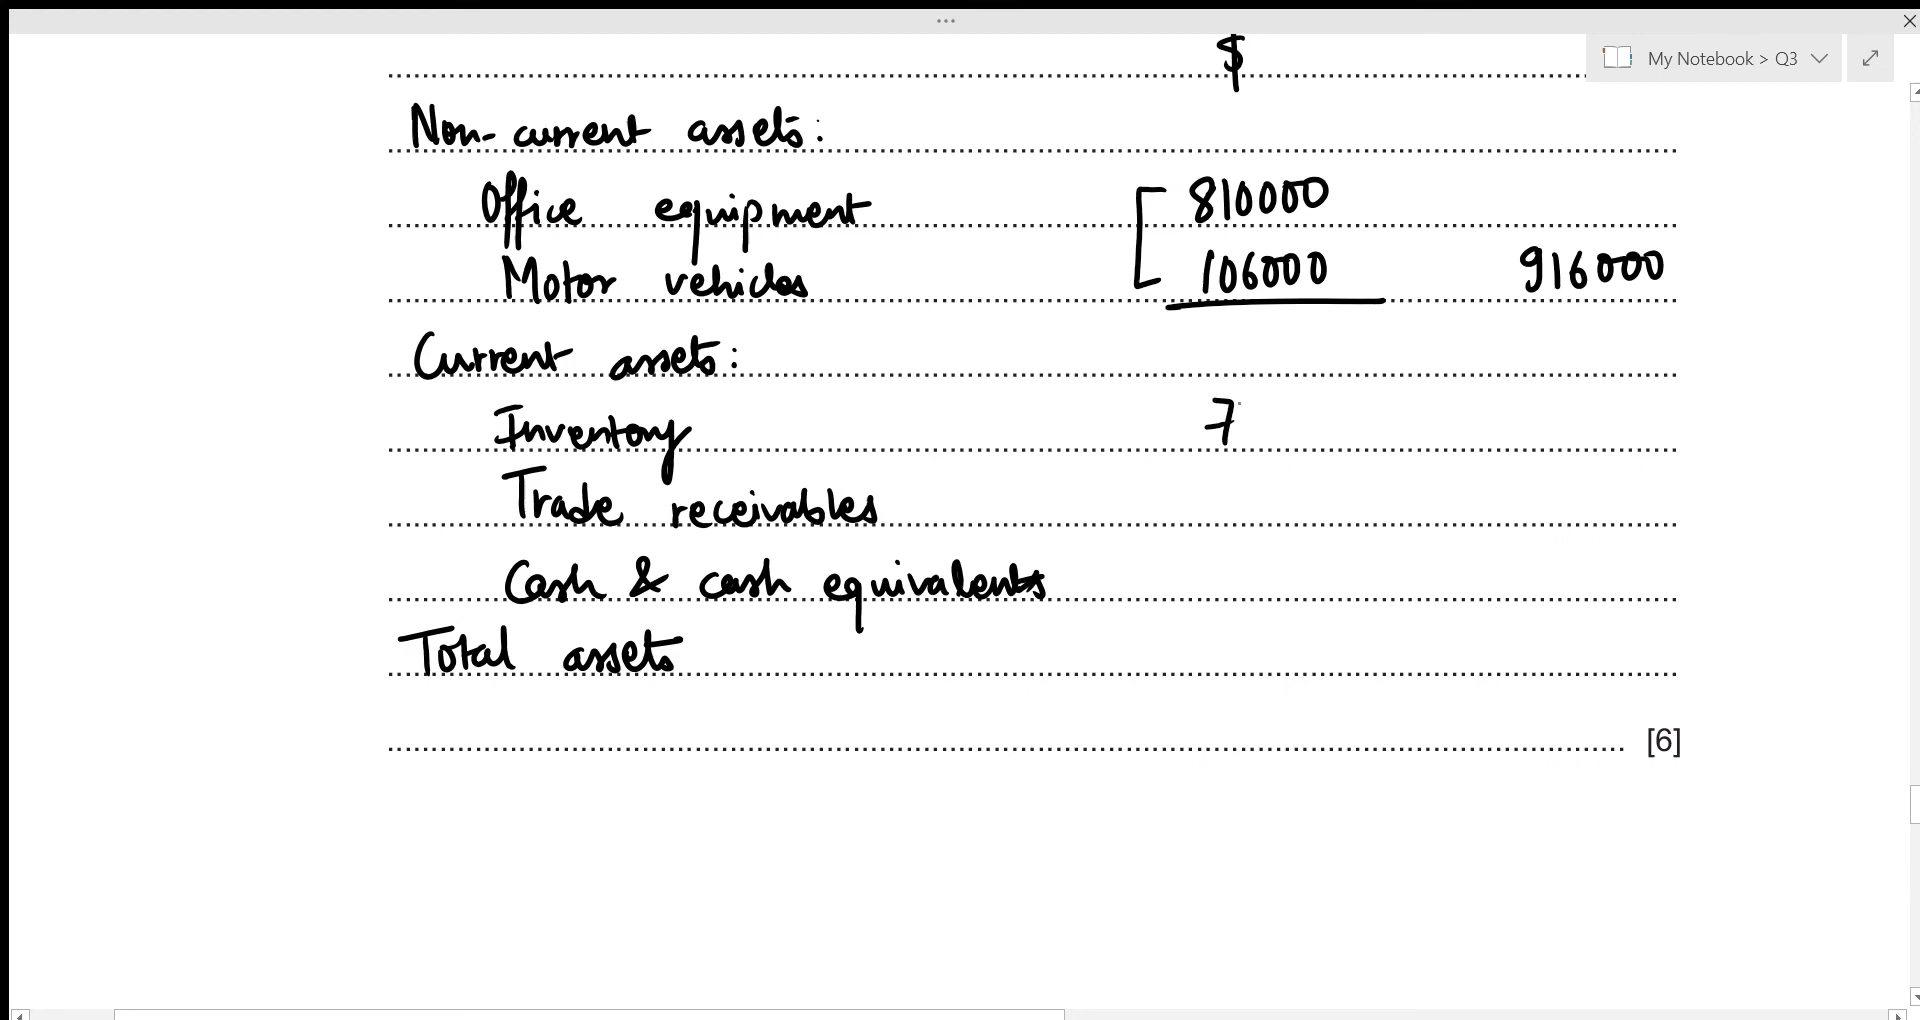 $
My Notebook > Q3
Non-current assets:
Office equipment 810000
Motor vehicles 106000 916000
Current assets:
Inventory 7
Trade receivables
Cash & cash equivalents
Total assets
[6]